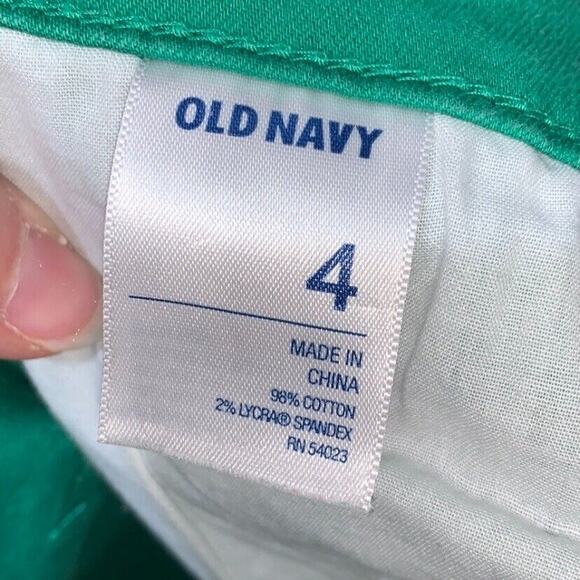 OLD NAVY
4
MADE IN
CHINA
98% COTTON
2% LYCRA® SPANDEX
RN 54023